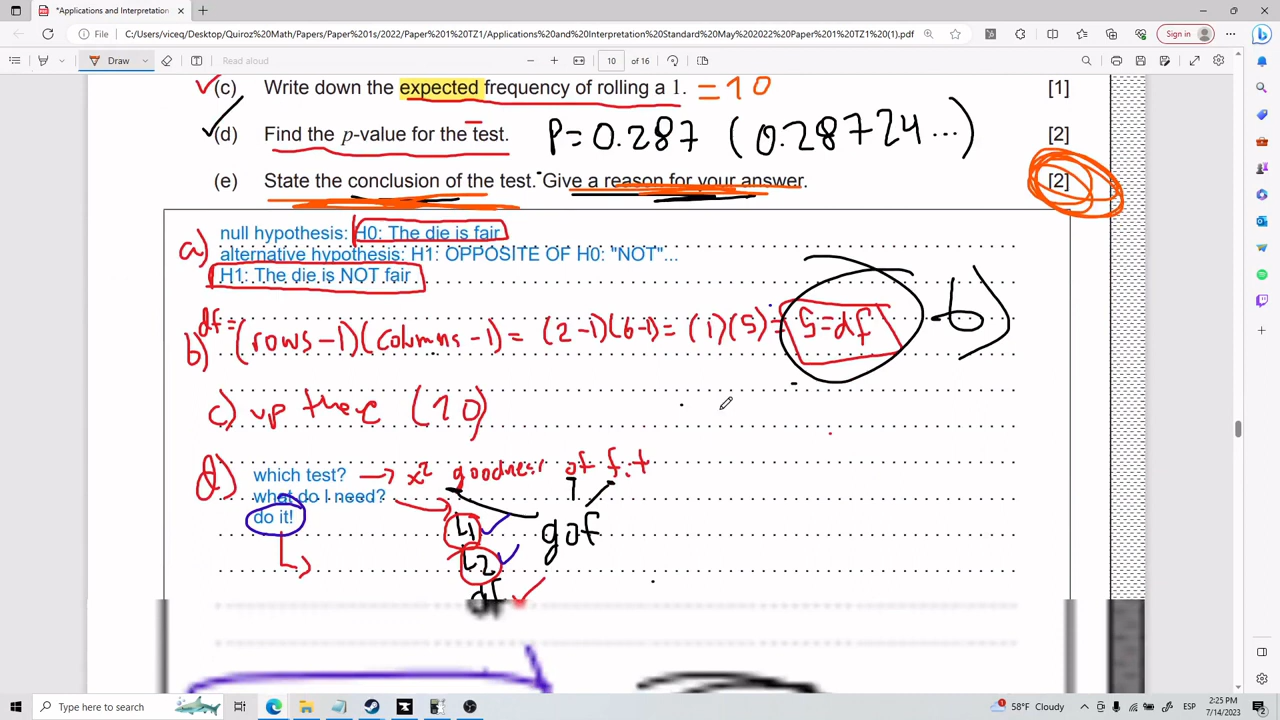 *Applications and Interpretation
C:/Users/viceq/Desktop/Quiroz%20Math/Papers/Paper%201s/2022/Paper%201%20TZ1%20/Applications%20and%20Interpretation%20Standard%20May%202022%20Paper%201%20TZ1%20(1).pdf
Sign in
Draw
Read aloud
10 of 16
(c) Write down the expected frequency of rolling a 1. = 10 [1]
(d) Find the p-value for the test. P = 0.287 (0.28724...) [2]
(e) State the conclusion of the test. Give a reason for your answer. [2]
a) null hypothesis: H0: The die is fair
alternative hypothesis: H1: OPPOSITE OF H0: "NOT"...
H1: The die is NOT fair
b) df = (rows - 1)(columns - 1) = (2-1)(6-1) = (1)(5) = 5 = df b)
c) up there (10)
d) which test? → x² goodness of fit
what do I need?
do it!
L1 gof
L2
df
Type here to search
58°F Cloudy
ESP
2:25 PM
7/14/2023